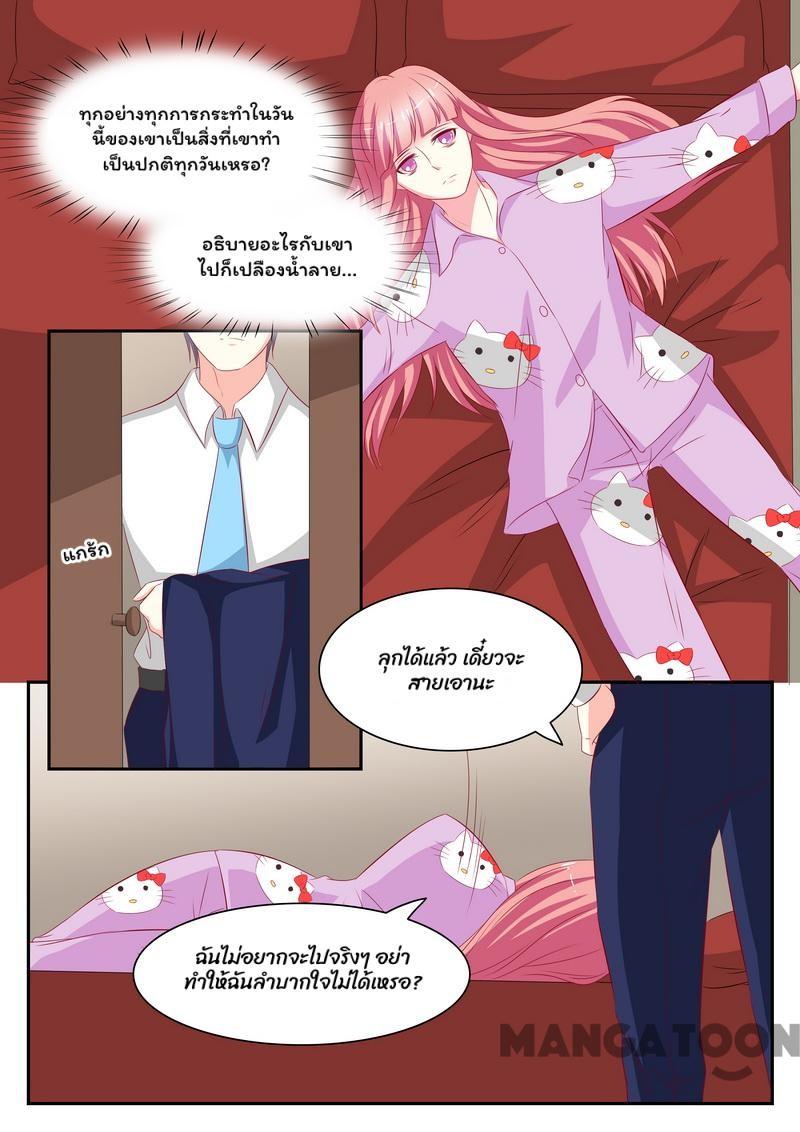 ทุกอย่างทุกการกระทำในวัน
นี้ของเขาเป็นสิ่งที่เขาทำ
เป็นปกติทุกวันเหรอ?
อธิบายอะไรกับเขา
ไปก็เปลืองน้ำลาย...
แกร้ก
ลุกได้แล้ว เดี๋ยวจะ
สายเอานะ
ฉันไม่อยากจะไปจริงๆ อย่า
ทำให้ฉันลำบากใจไม่ได้เหรอ?
MANGATOON